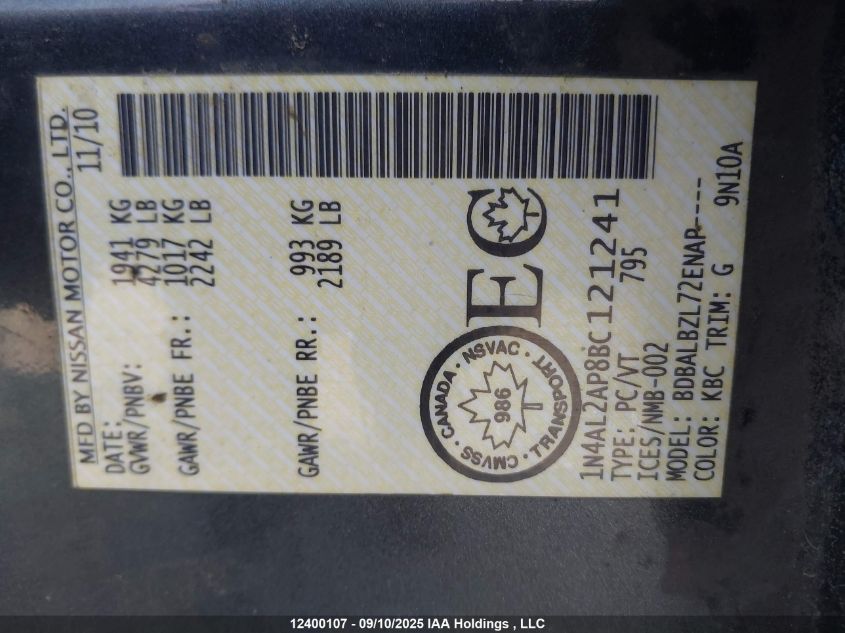 MFD BY NISSAN MOTOR CO., LTD.
DATE: 11/10
GVWR/PNBV: 1941 KG
4279 LB
GAWR/PNBE FR.: 1017 KG
2242 LB
GAWR/PNBE RR.: 993 KG
2189 LB
CMVSS · CANADA · NSVAC · TRANSPORT ·
986
EC
1N4AL2AP8BC121241
TYPE: PC/VT 795
ICES/NMB-002
MODEL: BDBALBZL72ENAP----
COLOR: KBC TRIM: G 9N10A
12400107 - 09/10/2025 IAA Holdings , LLC